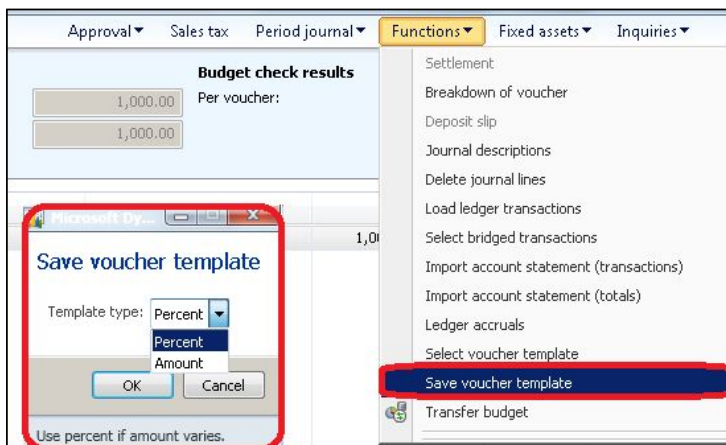 Approval Sales tax Period journal Functions Fixed assets Inquiries
Budget check results
1,000.00 Per voucher:
1,000.00
Settlement
Breakdown of voucher
Deposit slip
Journal descriptions
Delete journal lines
Load ledger transactions
Select bridged transactions
Import account statement (transactions)
Import account statement (totals)
Ledger accruals
Select voucher template
Save voucher template
Transfer budget
Microsoft Dy...
Save voucher template
Template type: Percent
Percent
Amount
OK Cancel
Use percent if amount varies.